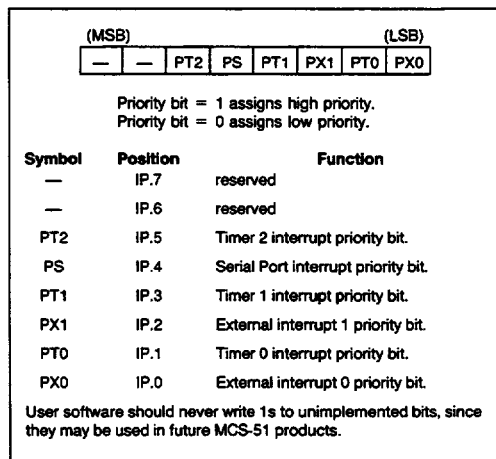 (MSB) (LSB)
— — PT2 PS PT1 PX1 PT0 PX0
Priority bit = 1 assigns high priority.
Priority bit = 0 assigns low priority.
Symbol Position Function
— IP.7 reserved
— IP.6 reserved
PT2 IP.5 Timer 2 interrupt priority bit.
PS IP.4 Serial Port interrupt priority bit.
PT1 IP.3 Timer 1 interrupt priority bit.
PX1 IP.2 External interrupt 1 priority bit.
PT0 IP.1 Timer 0 interrupt priority bit.
PX0 IP.0 External interrupt 0 priority bit.
User software should never write 1s to unimplemented bits, since
they may be used in future MCS-51 products.